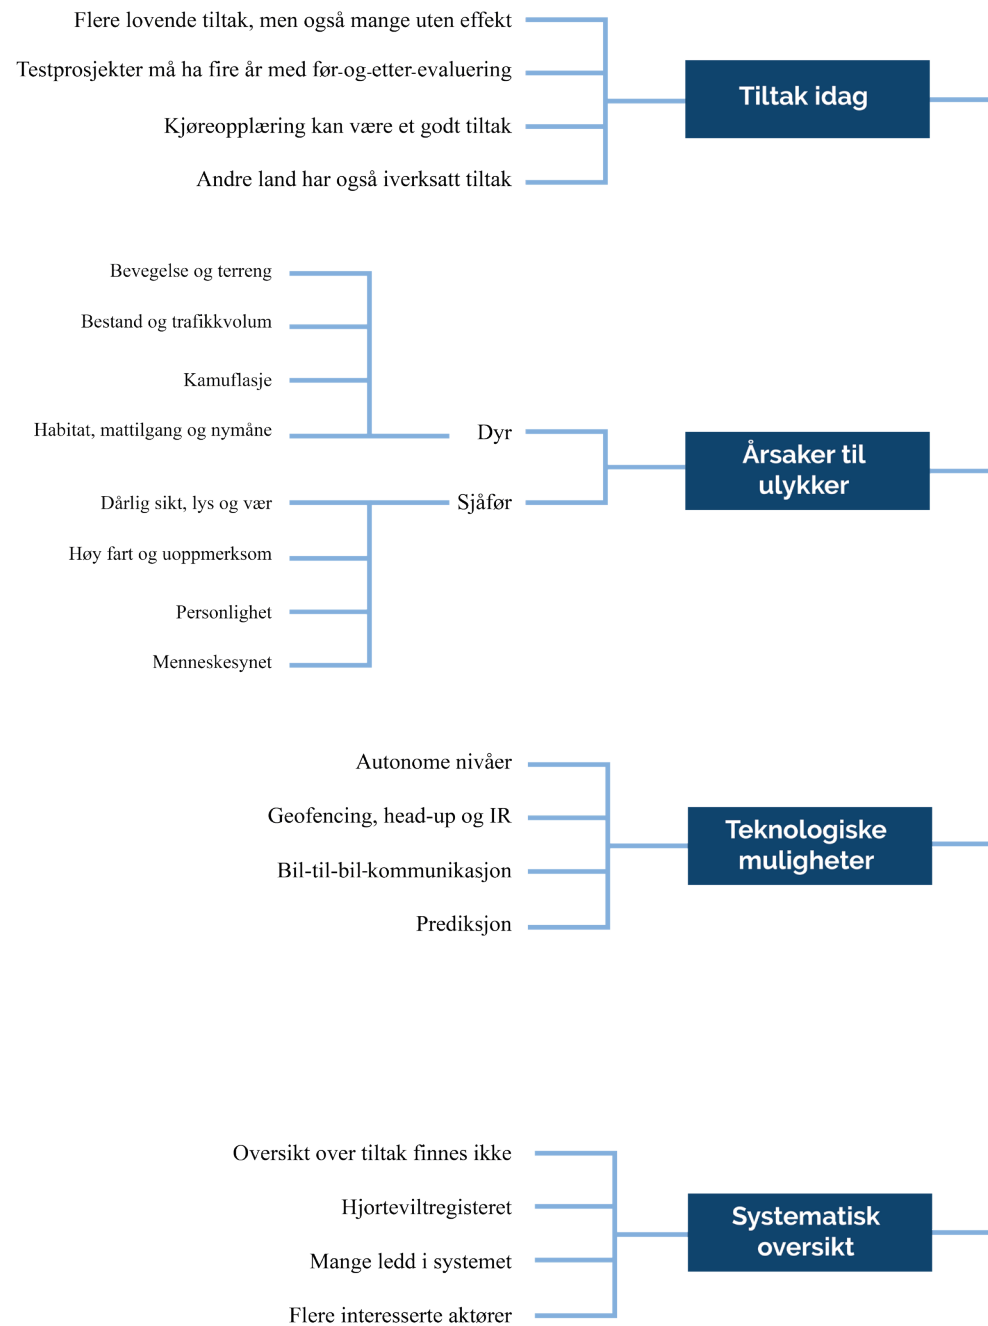 Flere lovende tiltak, men også mange uten effekt
Testprosjekter må ha fire år med før-og-etter-evaluering
Kjøreopplæring kan være et godt tiltak
Andre land har også iverksatt tiltak
Tiltak idag
Bevegelse og terreng
Bestand og trafikkvolum
Kamuflasje
Habitat, mattilgang og nymåne
Dyr
Dårlig sikt, lys og vær
Høy fart og uoppmerksom
Personlighet
Menneskesynet
Sjåfør
Årsaker til
ulykker
Autonome nivåer
Geofencing, head-up og IR
Bil-til-bil-kommunikasjon
Prediksjon
Teknologiske
muligheter
Oversikt over tiltak finnes ikke
Hjorteviltregisteret
Mange ledd i systemet
Flere interesserte aktører
Systematisk
oversikt